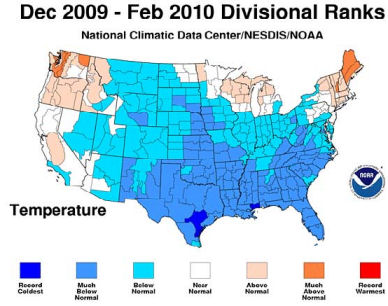 Dec 2009 - Feb 2010 Divisional Ranks
National Climatic Data Center/NESDIS/NOAA
NOAA
Temperature
Record Coldest
Much Below Normal
Below Normal
Near Normal
Above Normal
Much Above Normal
Record Warmest